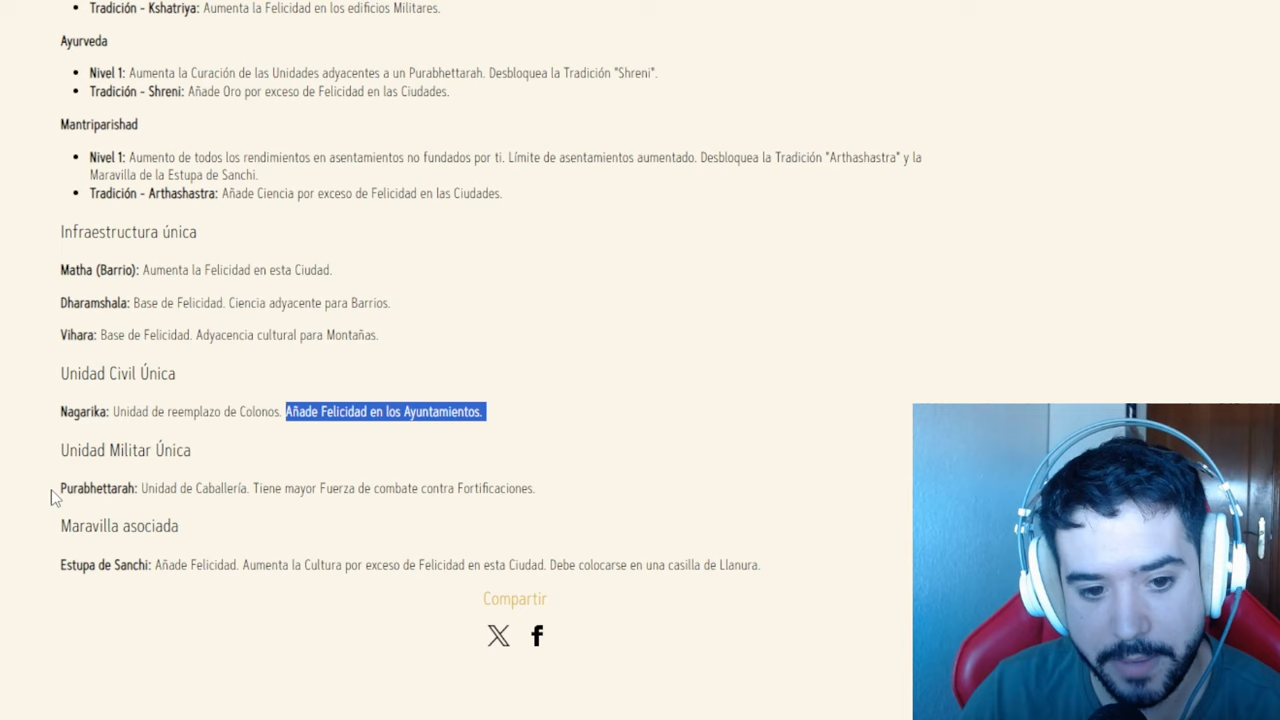 Tradición - Kshatriya: Aumenta la Felicidad en los edificios Militares.
Ayurveda
Nivel 1: Aumenta la Curación de las Unidades adyacentes a un Purabhettarah. Desbloquea la Tradición "Shreni".
Tradición - Shreni: Añade Oro por exceso de Felicidad en las Ciudades.
Mantriparishad
Nivel 1: Aumento de todos los rendimientos en asentamientos no fundados por ti. Límite de asentamientos aumentado. Desbloquea la Tradición "Arthashastra" y la
Maravilla de la Estupa de Sanchi.
Tradición - Arthashastra: Añade Ciencia por exceso de Felicidad en las Ciudades.
Infraestructura única
Matha (Barrio): Aumenta la Felicidad en esta Ciudad.
Dharamshala: Base de Felicidad. Ciencia adyacente para Barrios.
Vihara: Base de Felicidad. Adyacencia cultural para Montañas.
Unidad Civil Única
Nagarika: Unidad de reemplazo de Colonos. Añade Felicidad en los Ayuntamientos.
Unidad Militar Única
Purabhettarah: Unidad de Caballería. Tiene mayor Fuerza de combate contra Fortificaciones.
Maravilla asociada
Estupa de Sanchi: Añade Felicidad. Aumenta la Cultura por exceso de Felicidad en esta Ciudad. Debe colocarse en una casilla de Llanura.
Compartir